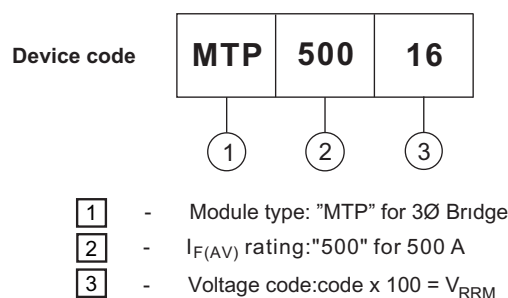 Device code MTP 500 16
1 2 3
1 - Module type: ”MTP” for 3Ø Brıdge
2 - IF(AV) rating:"500" for 500 A
3 - Voltage code:code x 100 = VRRM